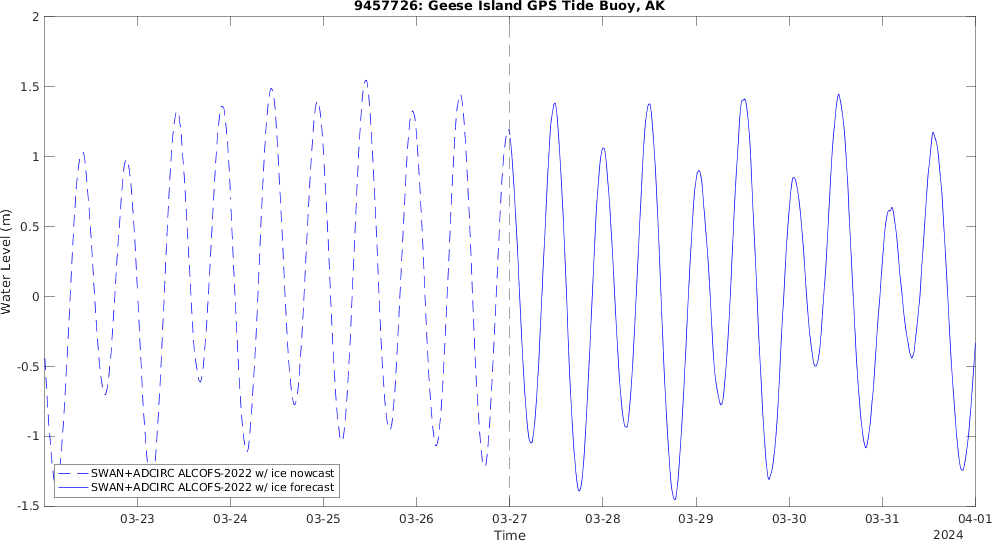 9457726: Geese Island GPS Tide Buoy, AK
2
1.5
1
0.5
0
-0.5
-1
-1.5
Water Level (m)
SWAN+ADCIRC ALCOFS-2022 w/ ice nowcast
SWAN+ADCIRC ALCOFS-2022 w/ ice forecast
03-23 03-24 03-25 03-26 03-27 03-28 03-29 03-30 03-31 04-01
Time
2024